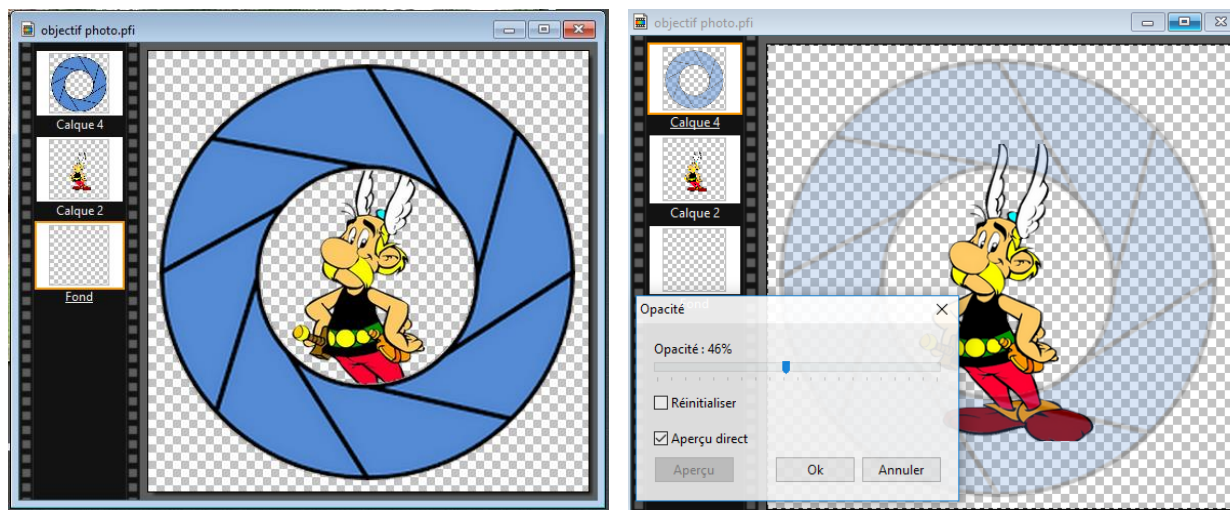 objectif photo.pfi
Calque 4
Calque 2
Fond
objectif photo.pfi
Calque 4
Calque 2
Fond
Opacité
Opacité : 46%
Réinitialiser
Aperçu direct
Aperçu
Ok
Annuler